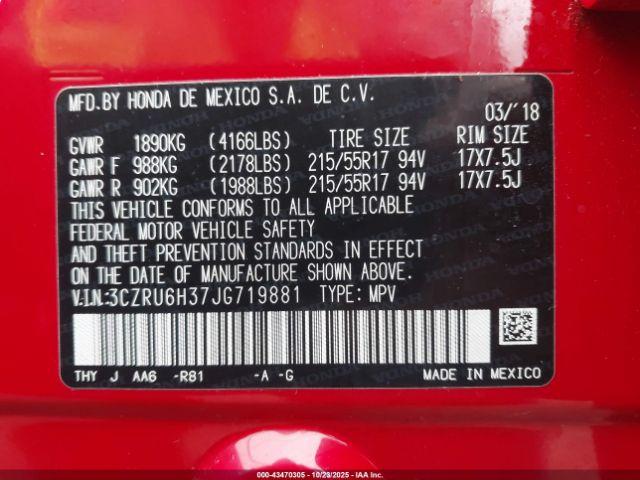 MFD.BY HONDA DE MEXICO S.A. DE C.V.
03/'18
GVWR 1890KG (4166LBS) TIRE SIZE RIM SIZE
GAWR F 988KG (2178LBS) 215/55R17 94V 17X7.5J
GAWR R 902KG (1988LBS) 215/55R17 94V 17X7.5J
THIS VEHICLE CONFORMS TO ALL APPLICABLE
FEDERAL MOTOR VEHICLE SAFETY
AND THEFT PREVENTION STANDARDS IN EFFECT
ON THE DATE OF MANUFACTURE SHOWN ABOVE.
V.I.N:3CZRU6H37JG719881 TYPE: MPV
THY J AA6 -R81 -A -G MADE IN MEXICO
000-43470305 - 10/28/2025 - Copyright © IAA Holdings, LLC